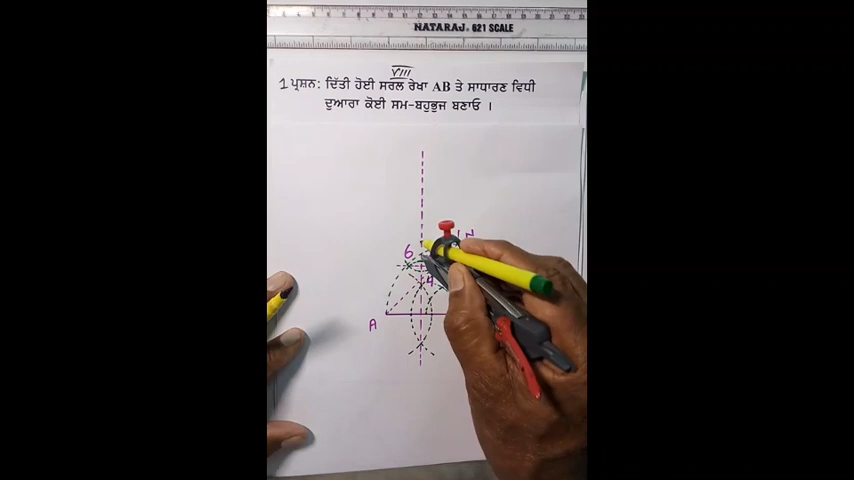 NATARAJ 621 SCALE
VIII
1 ਪ੍ਰਸ਼ਨ: ਦਿੱਤੀ ਹੋਈ ਸਰਲ ਰੇਖਾ AB ਤੇ ਸਾਧਾਰਣ ਵਿਧੀ
ਦੁਆਰਾ ਕੋਈ ਸਮ-ਬਹੁਭੁਜ ਬਣਾਓ ।
6
4
A